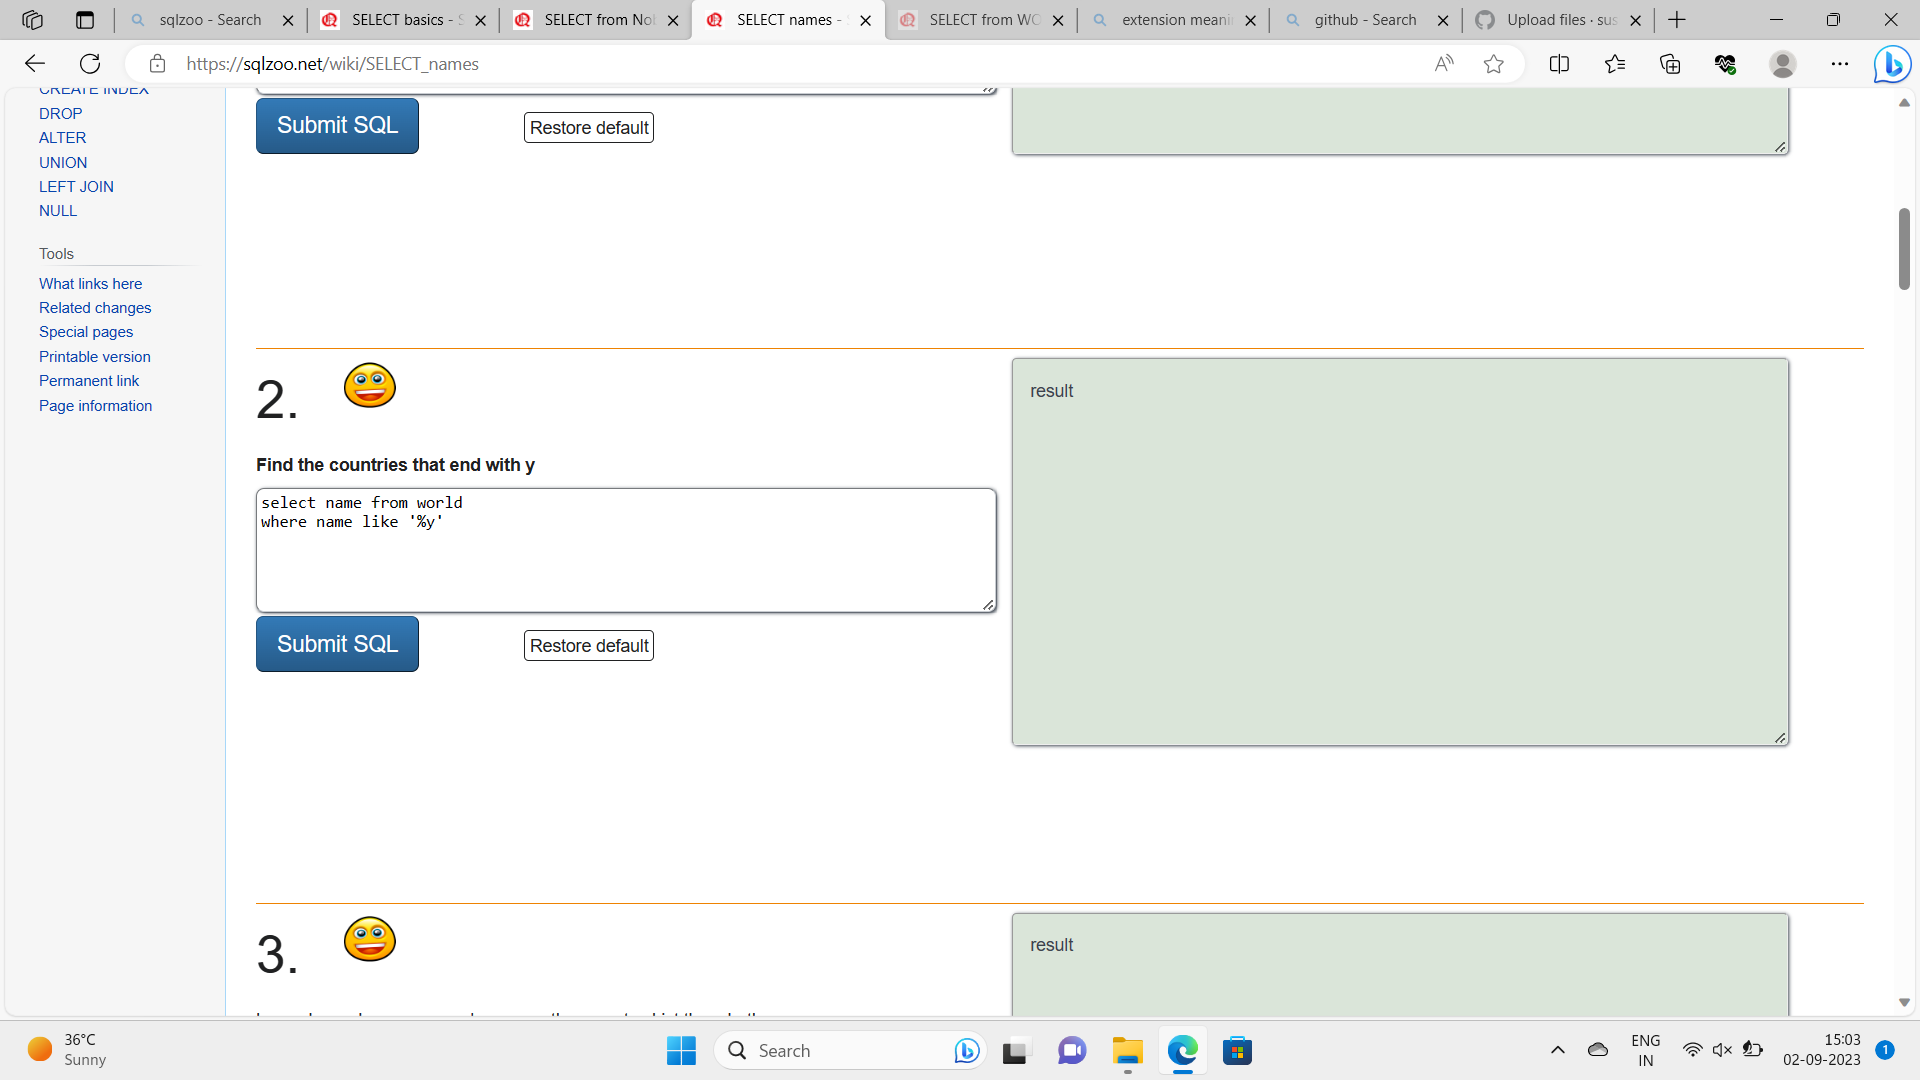 sqlzoo - Search
SELECT basics - S
SELECT from Nob
SELECT names - S
SELECT from WO
extension meani
github - Search
Upload files · sus
https://sqlzoo.net/wiki/SELECT_names
CREATE INDEX
DROP
ALTER
UNION
LEFT JOIN
NULL
Tools
What links here
Related changes
Special pages
Printable version
Permanent link
Page information
Submit SQL
Restore default
2.
result
Find the countries that end with y
select name from world
where name like '%y'
Submit SQL
Restore default
3.
result
36°C
Sunny
Search
ENG
IN
15:03
02-09-2023
1